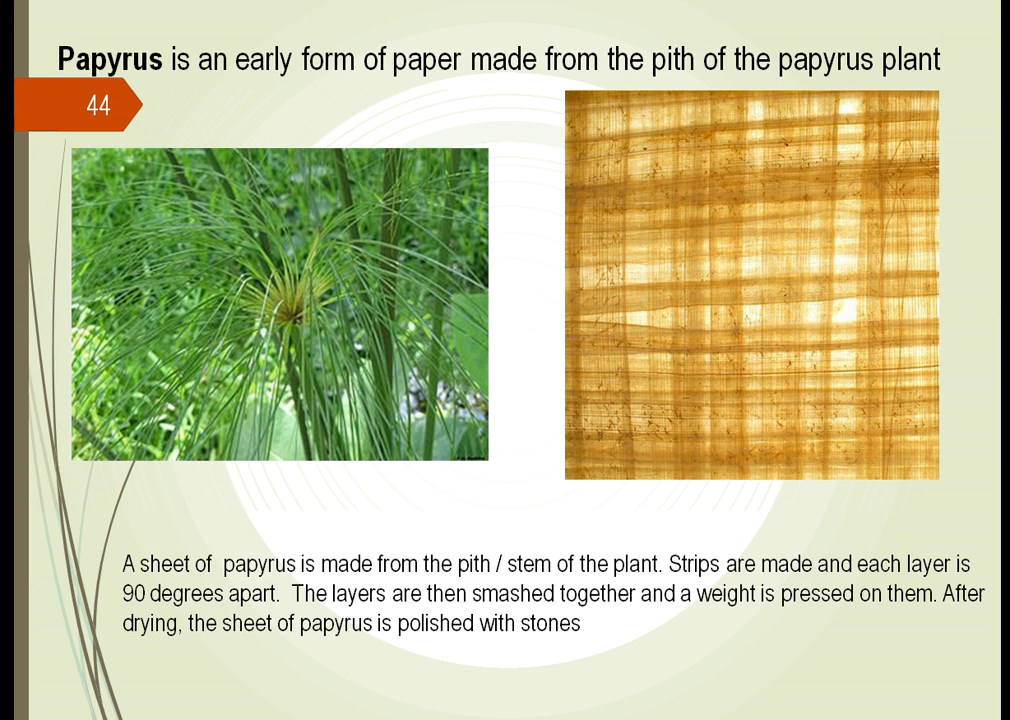 Papyrus is an early form of paper made from the pith of the papyrus plant
44
A sheet of  papyrus is made from the pith / stem of the plant. Strips are made and each layer is
90 degrees apart.  The layers are then smashed together and a weight is pressed on them. After
drying, the sheet of papyrus is polished with stones